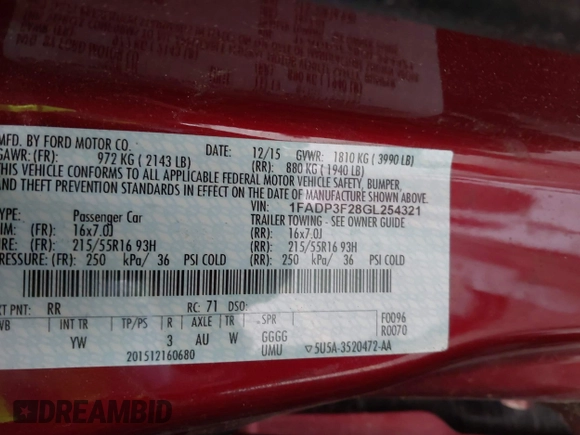 MFD. BY FORD MOTOR CO.
DATE: 12/15 GVWR: 1810 KG ( 3990 LB)
GAWR: (FR): 972 KG ( 2143 LB) (RR): 880 KG ( 1940 LB)
THIS VEHICLE CONFORMS TO ALL APPLICABLE FEDERAL MOTOR VEHICLE SAFETY, BUMPER,
AND THEFT PREVENTION STANDARDS IN EFFECT ON THE DATE OF MANUFACTURE SHOWN ABOVE.
VIN: 1FADP3F28GL254321
Passenger Car TRAILER TOWING - SEE OWNER GUIDE
IM: (FR): 16x7.0J (RR): 16x7.0J
(FR): 215/55R16 93H (RR): 215/55R16 93H
PRESSURE: (FR): 250 kPa/ 36 PSI COLD (RR): 250 kPa/ 36 PSI COLD
XT PNT: RR RC: 71 DSO:
VB INT TR TP/PS R AXLE TR SPR F0096
YW 3 AU W GGGG R0070
201512160680 UMU ▽5U5A-3520472-AA
DREAMBID